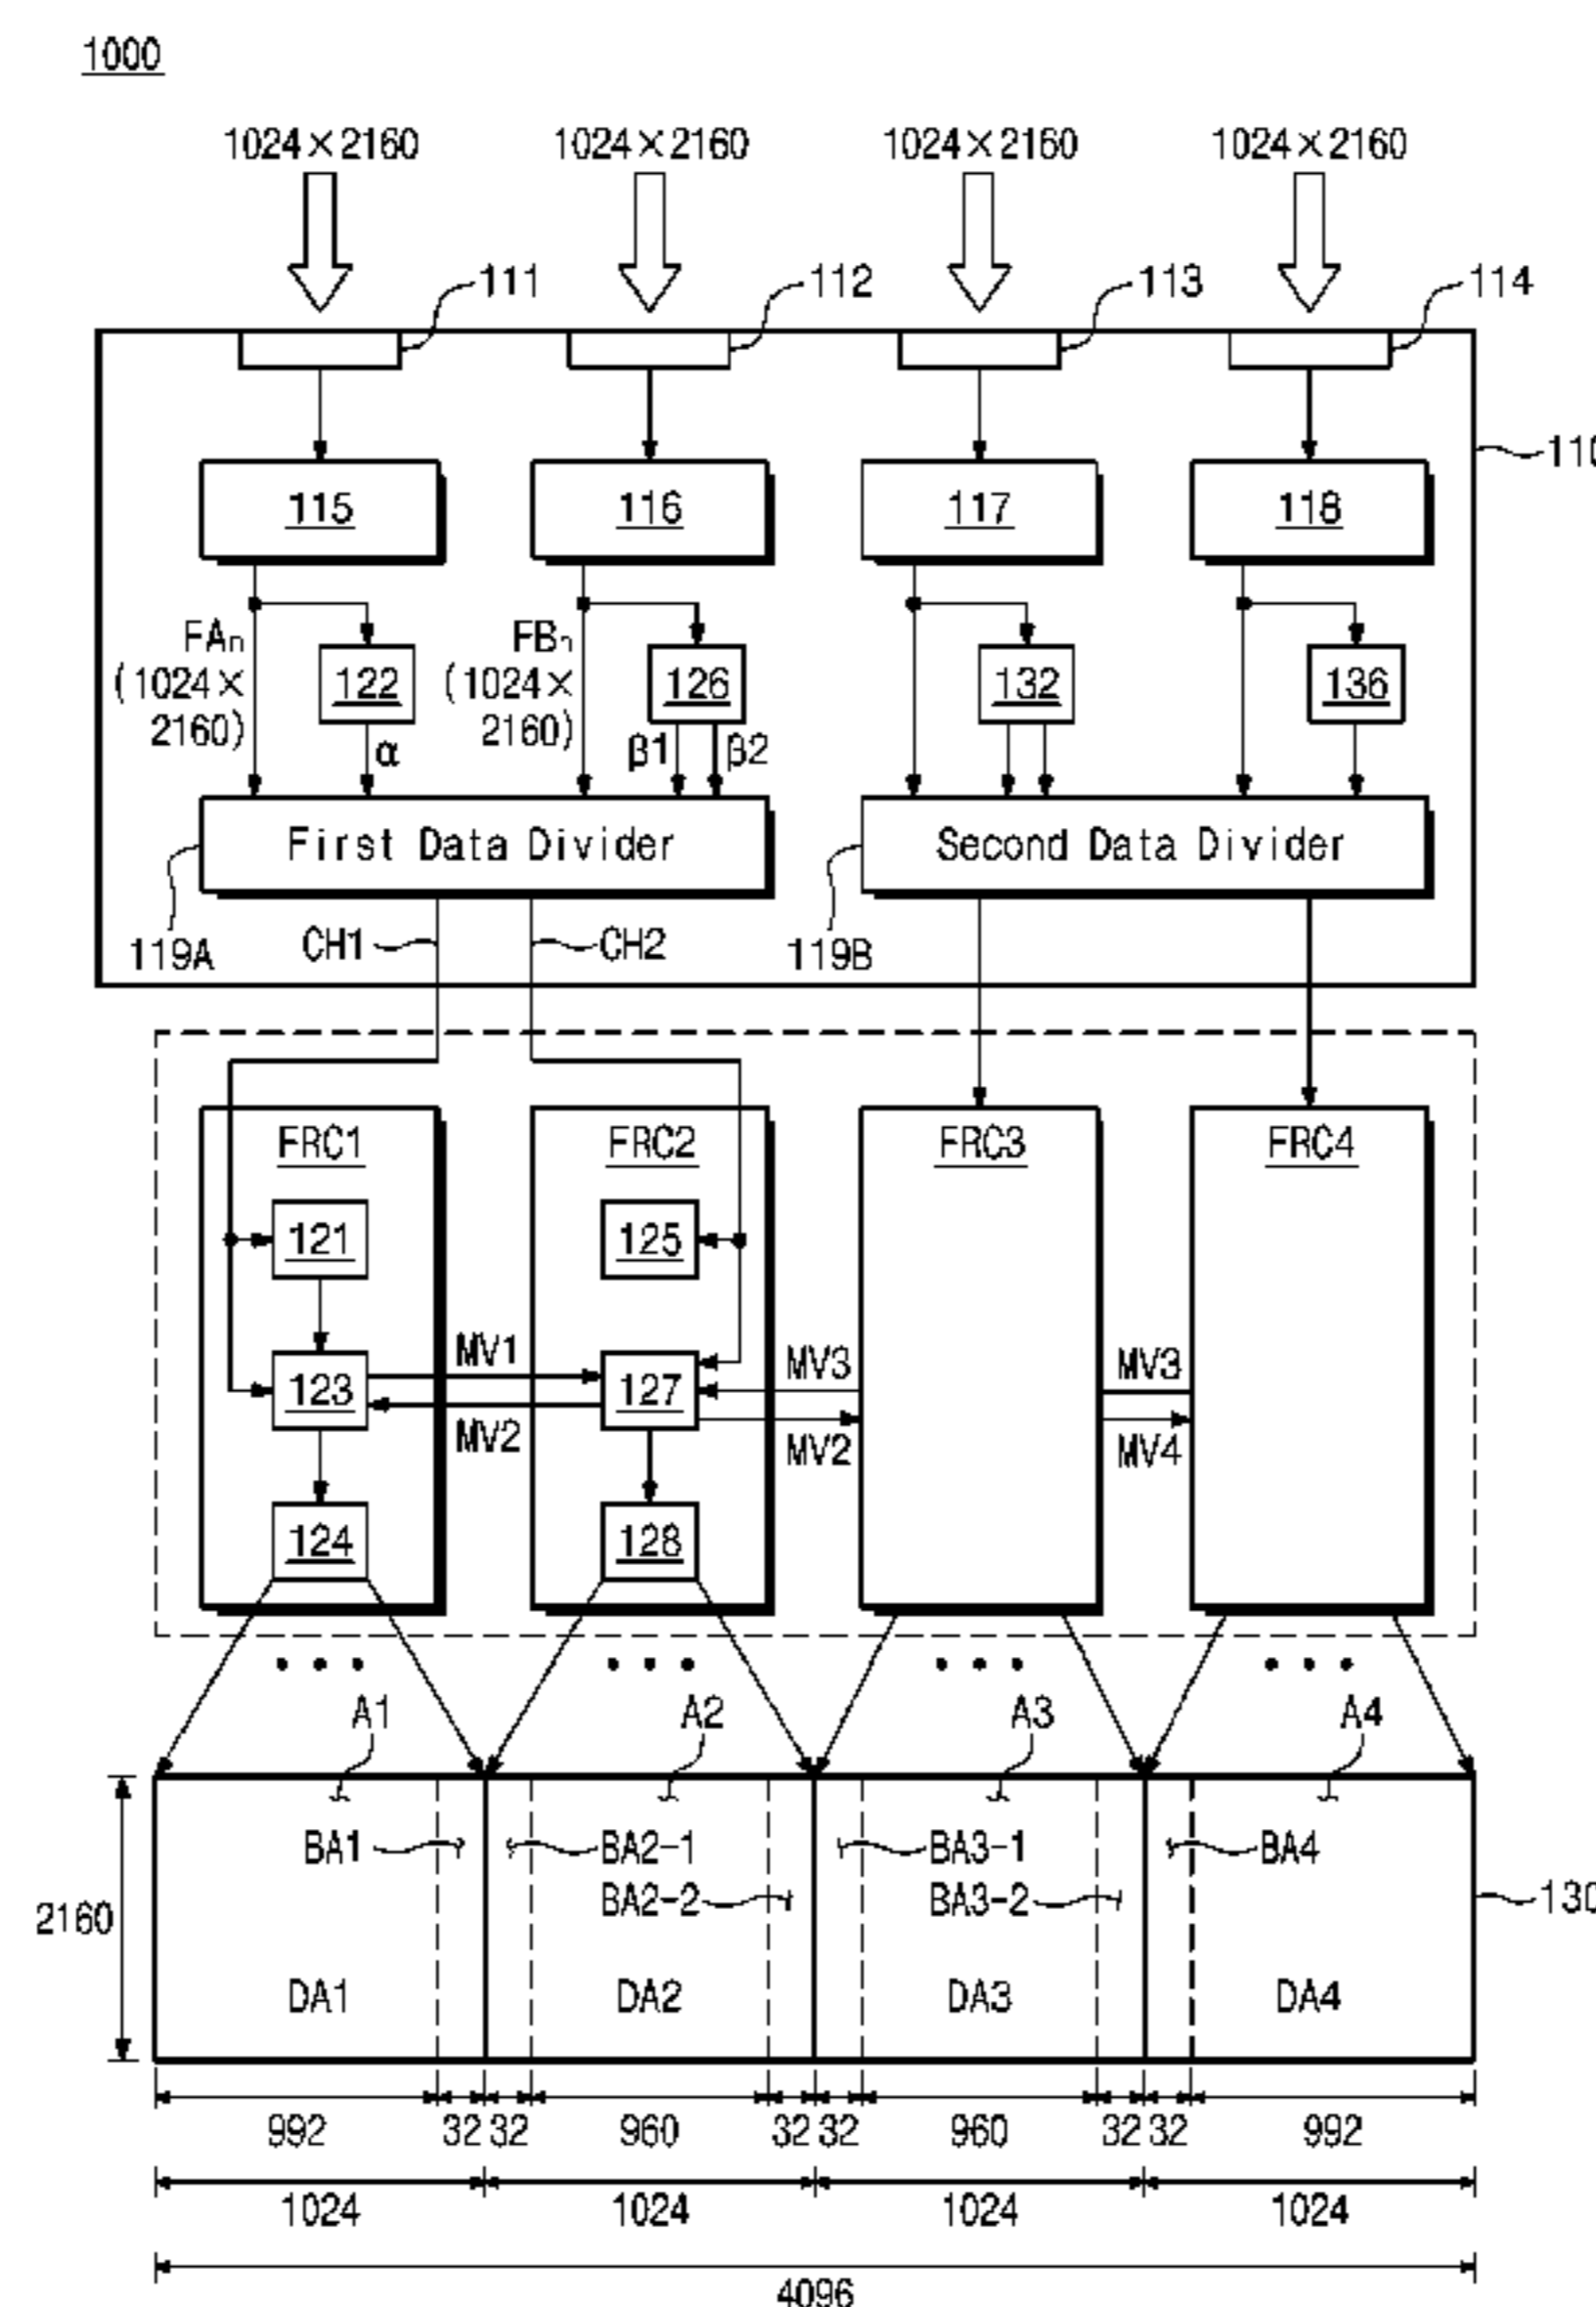 1000
1024×2160 1024×2160 1024×2160 1024×2160
111 112 113 114
110
115 116 117 118
FAn (1024× 2160) 122 α
FBn (1024× 2160) 126 β1 β2
132 136
First Data Divider Second Data Divider
119A CH1 CH2 119B
FRC1 FRC2 FRC3 FRC4
121 125
MV1 MV3 MV3
123 127
MV2 MV2 MV4
124 128
A1 A2 A3 A4
BA1 BA2-1 BA3-1 BA4
BA2-2 BA3-2 130
2160
DA1 DA2 DA3 DA4
992 32 32 960 32 32 960 32 32 992
1024 1024 1024 1024
4096